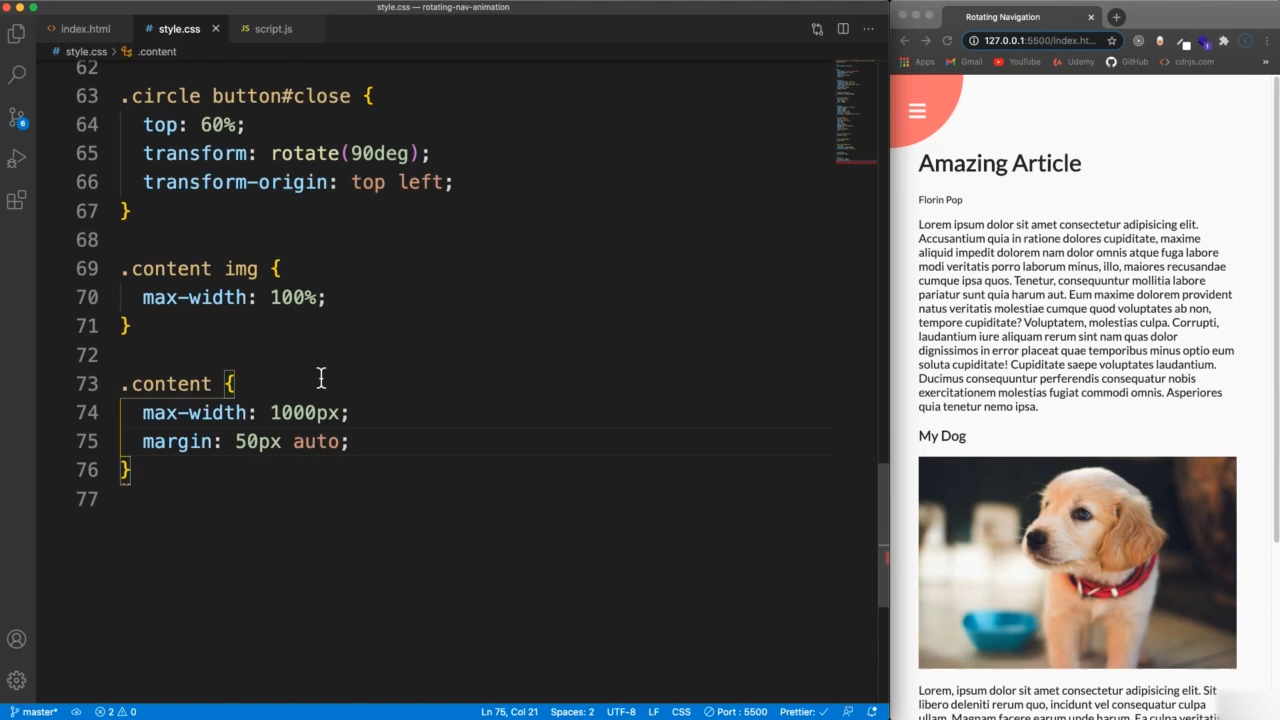 style.css — rotating-nav-animation
index.html
style.css
JS script.js
# style.css > .content
62
63 .circle button#close {
64 top: 60%;
65 transform: rotate(90deg);
66 transform-origin: top left;
67 }
68
69 .content img {
70 max-width: 100%;
71 }
72
73 .content {
74 max-width: 1000px;
75 margin: 50px auto;
76 }
77
6
master* 2 0 Ln 75, Col 21 Spaces: 2 UTF-8 LF CSS Port : 5500 Prettier: ✓
Rotating Navigation
127.0.0.1:5500/index.ht...
Apps Gmail YouTube Udemy GitHub <> cdnjs.com »
Amazing Article
Florin Pop
Lorem ipsum dolor sit amet consectetur adipisicing elit.
Accusantium quia in ratione dolores cupiditate, maxime
aliquid impedit dolorem nam dolor omnis atque fuga labore
modi veritatis porro laborum minus, illo, maiores recusandae
cumque ipsa quos. Tenetur, consequuntur mollitia labore
pariatur sunt quia harum aut. Eum maxime dolorem provident
natus veritatis molestiae cumque quod voluptates ab non,
tempore cupiditate? Voluptatem, molestias culpa. Corrupti,
laudantium iure aliquam rerum sint nam quas dolor
dignissimos in error placeat quae temporibus minus optio eum
soluta cupiditate! Cupiditate saepe voluptates laudantium.
Ducimus consequuntur perferendis consequatur nobis
exercitationem molestias fugiat commodi omnis. Asperiores
quia tenetur nemo ipsa.
My Dog
Lorem, ipsum dolor sit amet consectetur adipisicing elit. Sit
libero deleniti rerum quo, incidunt vel consequatur culpa
ullam. Magnam facere earum unde harum. Ea culpa veritati